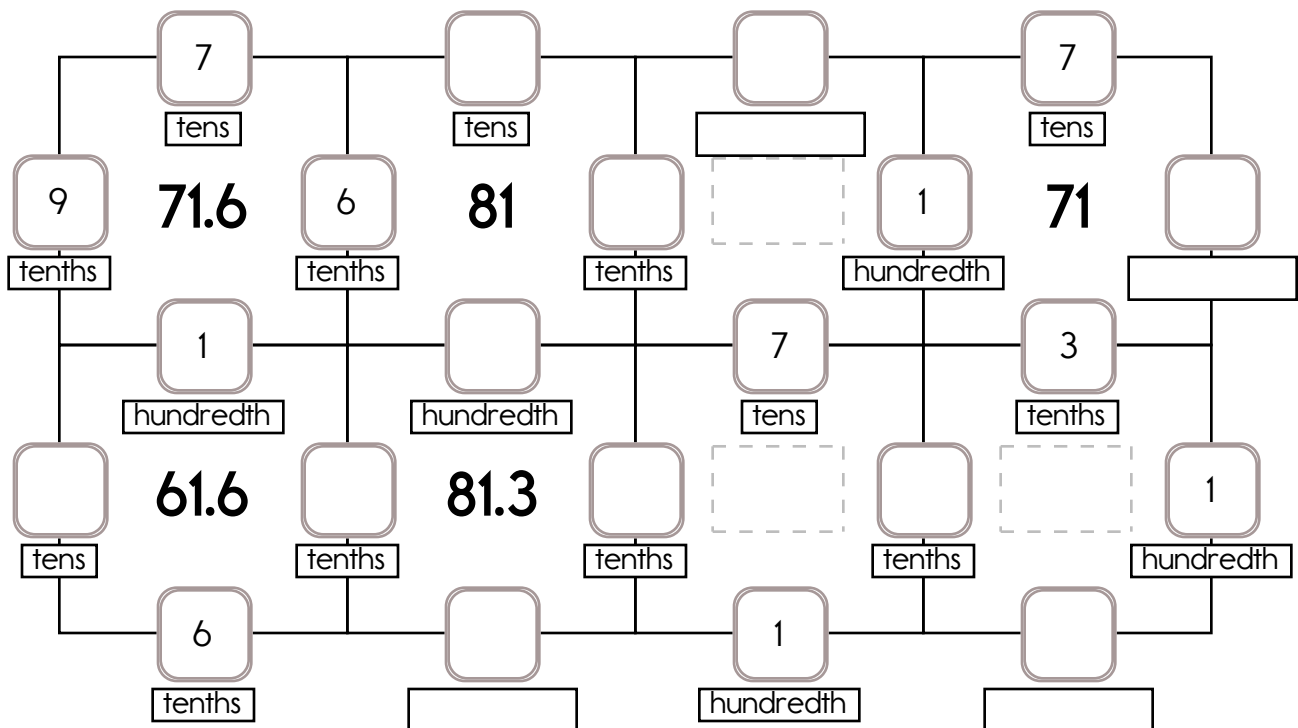 7 7
tens tens tens
9 71.6 6 81 1 71
tenths tenths tenths hundredth
1 7 3
hundredth hundredth tens tenths
61.6 81.3 1
tens tenths tenths tenths hundredth
6 1
tenths hundredth